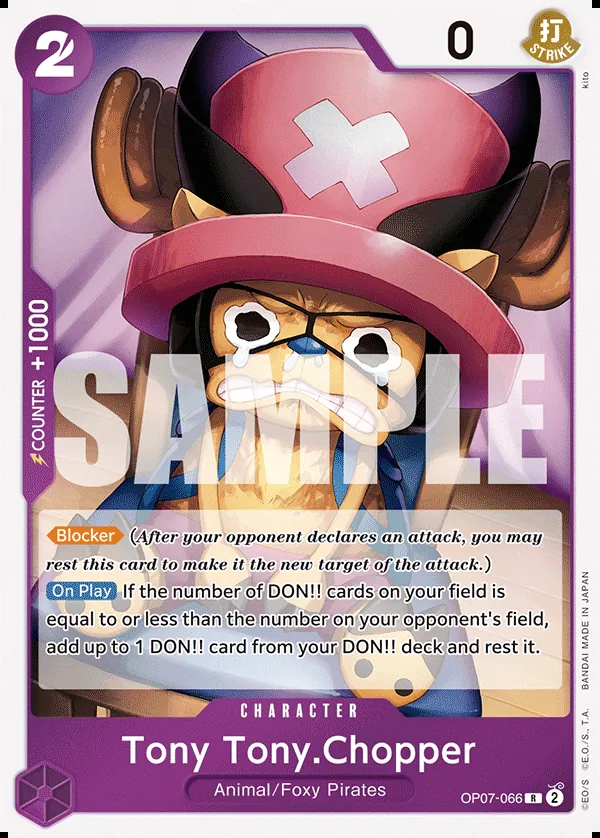 2
0
打
STRIKE
kito
COUNTER +1000
SAMPLE
Blocker (After your opponent declares an attack, you may
rest this card to make it the new target of the attack.)
On Play If the number of DON!! cards on your field is
equal to or less than the number on your opponent's field,
add up to 1 DON!! card from your DON!! deck and rest it.
CHARACTER
Tony Tony.Chopper
Animal/Foxy Pirates
OP07-066 R 2
©EO/S ©E.O./S., T.A. BANDAI MADE IN JAPAN